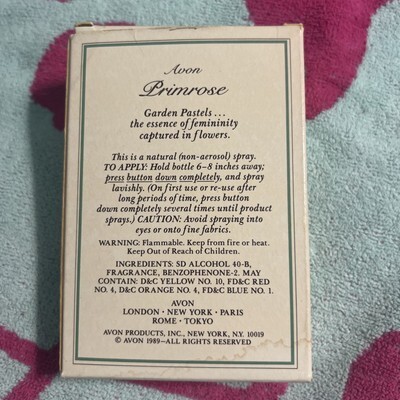 Avon
Primrose
Garden Pastels...
the essence of femininity
captured in flowers.
This is a natural (non-aerosol) spray.
TO APPLY: Hold bottle 6-8 inches away;
press button down completely, and spray
lavishly. (On first use or re-use after
long periods of time, press button
down completely several times until product
sprays.) CAUTION: Avoid spraying into
eyes or onto fine fabrics.
WARNING: Flammable. Keep from fire or heat.
Keep Out of Reach of Children.
INGREDIENTS: SD ALCOHOL 40-B,
FRAGRANCE, BENZOPHENONE-2. MAY
CONTAIN: D&C YELLOW NO. 10, FD&C RED
NO. 4, D&C ORANGE NO. 4, FD&C BLUE NO. 1.
AVON
LONDON · NEW YORK · PARIS
ROME · TOKYO
AVON PRODUCTS, INC., NEW YORK, N.Y. 10019
© AVON 1989—ALL RIGHTS RESERVED